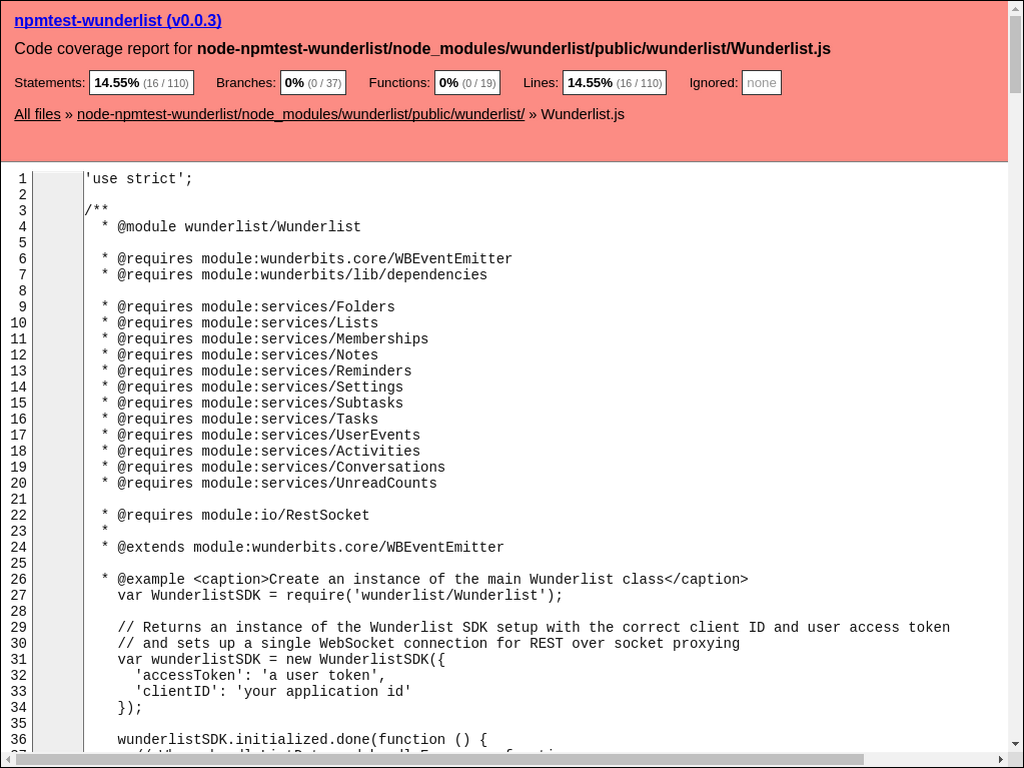 npmtest-wunderlist (v0.0.3)
Code coverage report for node-npmtest-wunderlist/node_modules/wunderlist/public/wunderlist/Wunderlist.js
Statements: 14.55% (16 / 110) Branches: 0% (0 / 37) Functions: 0% (0 / 19) Lines: 14.55% (16 / 110) Ignored: none
All files » node-npmtest-wunderlist/node_modules/wunderlist/public/wunderlist/ » Wunderlist.js
1 'use strict';
2
3 /**
4   * @module wunderlist/Wunderlist
5
6   * @requires module:wunderbits.core/WBEventEmitter
7   * @requires module:wunderbits/lib/dependencies
8
9   * @requires module:services/Folders
10   * @requires module:services/Lists
11   * @requires module:services/Memberships
12   * @requires module:services/Notes
13   * @requires module:services/Reminders
14   * @requires module:services/Settings
15   * @requires module:services/Subtasks
16   * @requires module:services/Tasks
17   * @requires module:services/UserEvents
18   * @requires module:services/Activities
19   * @requires module:services/Conversations
20   * @requires module:services/UnreadCounts
21
22   * @requires module:io/RestSocket
23   *
24   * @extends module:wunderbits.core/WBEventEmitter
25
26   * @example <caption>Create an instance of the main Wunderlist class</caption>
27     var WunderlistSDK = require('wunderlist/Wunderlist');
28
29     // Returns an instance of the Wunderlist SDK setup with the correct client ID and user access token
30     // and sets up a single WebSocket connection for REST over socket proxying
31     var wunderlistSDK = new WunderlistSDK({
32       'accessToken': 'a user token',
33       'clientID': 'your application id'
34     });
35
36     wunderlistSDK.initialized.done(function () {